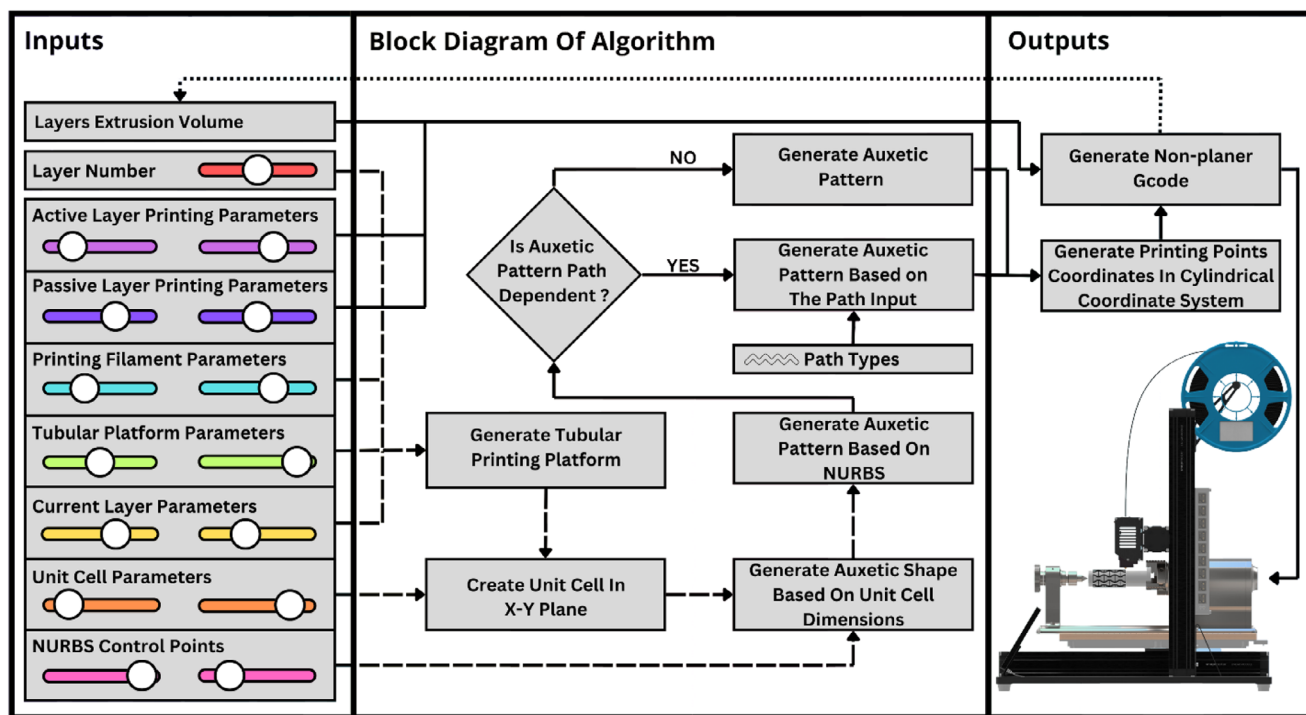 Inputs
Block Diagram Of Algorithm
Outputs
Layers Extrusion Volume
Layer Number
Active Layer Printing Parameters
Passive Layer Printing Parameters
Printing Filament Parameters
Tubular Platform Parameters
Current Layer Parameters
Unit Cell Parameters
NURBS Control Points
NO
Generate Auxetic
Pattern
Is Auxetic
Pattern Path
Dependent ?
YES
Generate Auxetic
Pattern Based on
The Path Input
Path Types
Generate Tubular
Printing Platform
Generate Auxetic
Pattern Based On
NURBS
Create Unit Cell In
X-Y Plane
Generate Auxetic Shape
Based On Unit Cell
Dimensions
Generate Non-planer
Gcode
Generate Printing Points
Coordinates In Cylindrical
Coordinate System